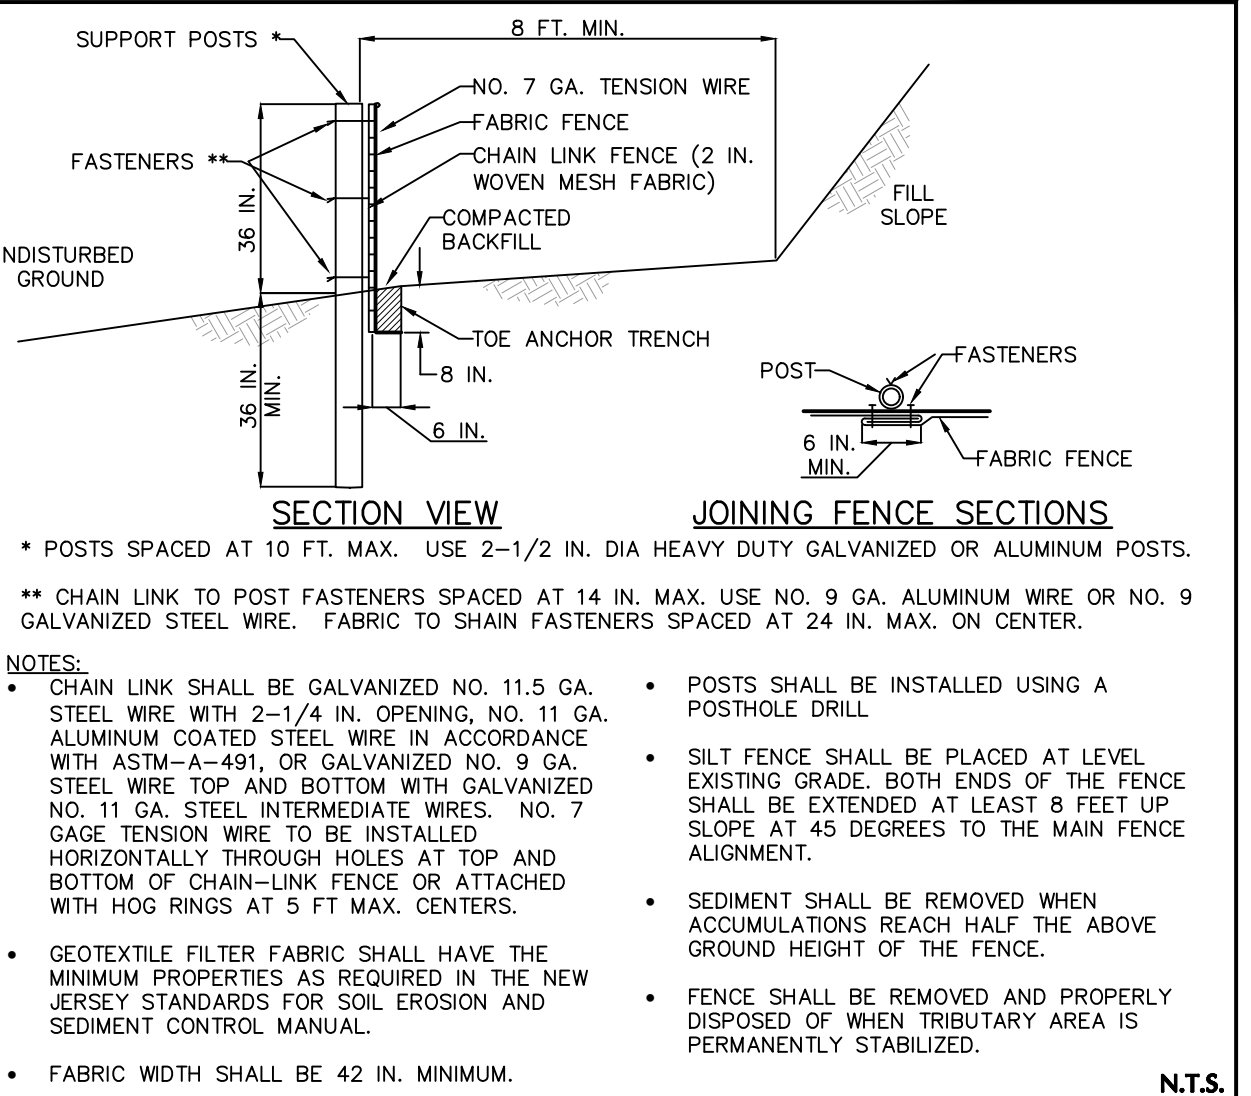 SUPPORT POSTS *
8 FT. MIN.
NO. 7 GA. TENSION WIRE
FABRIC FENCE
CHAIN LINK FENCE (2 IN.
WOVEN MESH FABRIC)
FASTENERS **
36 IN.
COMPACTED
BACKFILL
FILL
SLOPE
NDISTURBED
GROUND
TOE ANCHOR TRENCH
8 IN.
36 IN.
MIN.
6 IN.
POST
FASTENERS
6 IN.
MIN.
FABRIC FENCE
SECTION VIEW
JOINING FENCE SECTIONS
* POSTS SPACED AT 10 FT. MAX. USE 2-1/2 IN. DIA HEAVY DUTY GALVANIZED OR ALUMINUM POSTS.
** CHAIN LINK TO POST FASTENERS SPACED AT 14 IN. MAX. USE NO. 9 GA. ALUMINUM WIRE OR NO. 9
GALVANIZED STEEL WIRE. FABRIC TO SHAIN FASTENERS SPACED AT 24 IN. MAX. ON CENTER.
NOTES:
• CHAIN LINK SHALL BE GALVANIZED NO. 11.5 GA.
STEEL WIRE WITH 2-1/4 IN. OPENING, NO. 11 GA.
ALUMINUM COATED STEEL WIRE IN ACCORDANCE
WITH ASTM-A-491, OR GALVANIZED NO. 9 GA.
STEEL WIRE TOP AND BOTTOM WITH GALVANIZED
NO. 11 GA. STEEL INTERMEDIATE WIRES. NO. 7
GAGE TENSION WIRE TO BE INSTALLED
HORIZONTALLY THROUGH HOLES AT TOP AND
BOTTOM OF CHAIN-LINK FENCE OR ATTACHED
WITH HOG RINGS AT 5 FT MAX. CENTERS.
• GEOTEXTILE FILTER FABRIC SHALL HAVE THE
MINIMUM PROPERTIES AS REQUIRED IN THE NEW
JERSEY STANDARDS FOR SOIL EROSION AND
SEDIMENT CONTROL MANUAL.
• FABRIC WIDTH SHALL BE 42 IN. MINIMUM.
• POSTS SHALL BE INSTALLED USING A
POSTHOLE DRILL
• SILT FENCE SHALL BE PLACED AT LEVEL
EXISTING GRADE. BOTH ENDS OF THE FENCE
SHALL BE EXTENDED AT LEAST 8 FEET UP
SLOPE AT 45 DEGREES TO THE MAIN FENCE
ALIGNMENT.
• SEDIMENT SHALL BE REMOVED WHEN
ACCUMULATIONS REACH HALF THE ABOVE
GROUND HEIGHT OF THE FENCE.
• FENCE SHALL BE REMOVED AND PROPERLY
DISPOSED OF WHEN TRIBUTARY AREA IS
PERMANENTLY STABILIZED.
N.T.S.